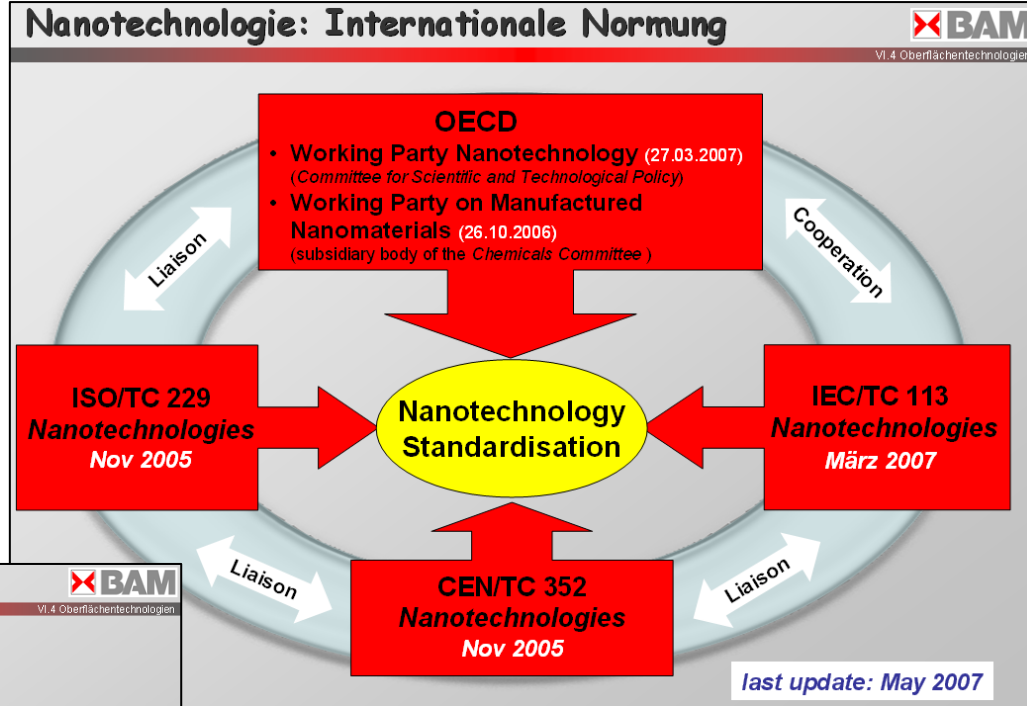 Nanotechnologie: Internationale Normung
BAM
VI.4 Oberflächentechnologien
OECD
• Working Party Nanotechnology (27.03.2007)
(Committee for Scientific and Technological Policy)
• Working Party on Manufactured
Nanomaterials (26.10.2006)
(subsidiary body of the Chemicals Committee )
Liaison
Cooperation
ISO/TC 229
Nanotechnologies
Nov 2005
Nanotechnology
Standardisation
IEC/TC 113
Nanotechnologies
März 2007
Liaison
CEN/TC 352
Nanotechnologies
Nov 2005
Liaison
BAM
VI.4 Oberflächentechnologien
last update: May 2007